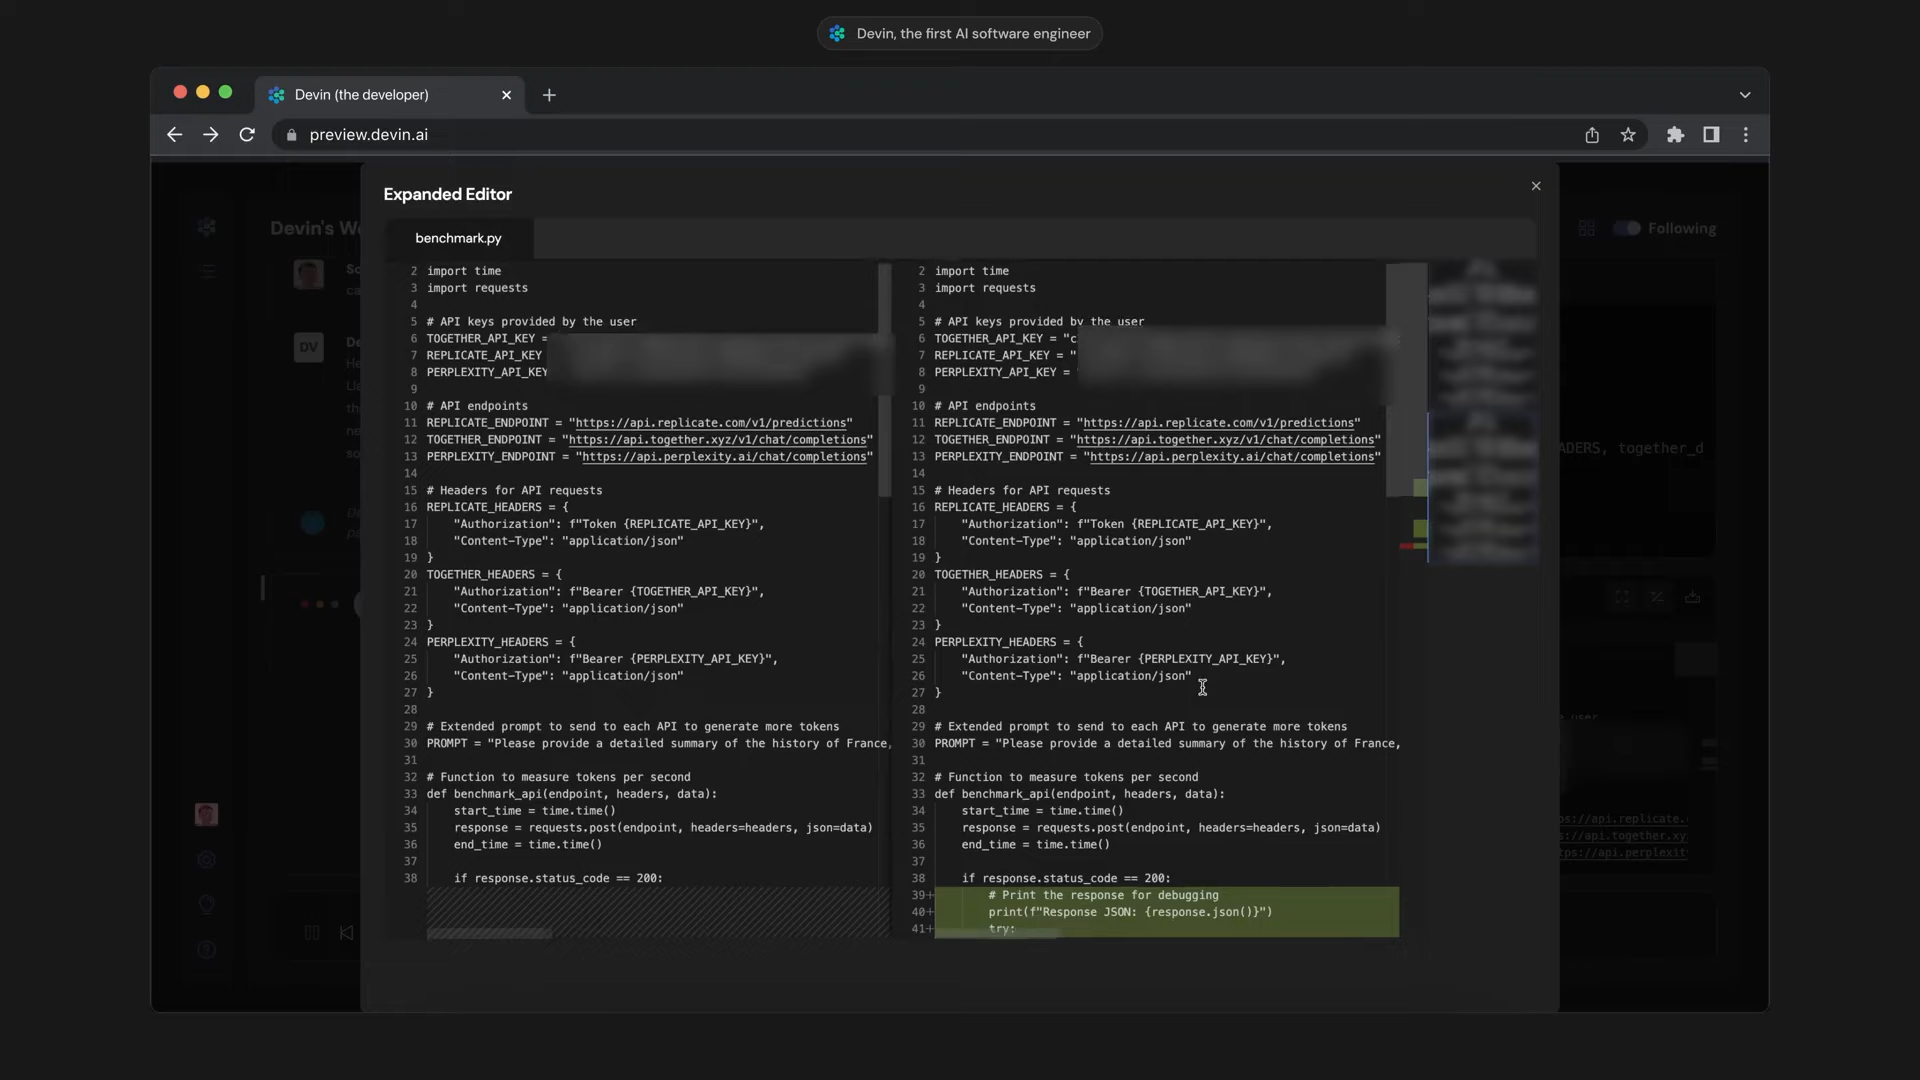 Devin, the first AI software engineer
Devin (the developer)
preview.devin.ai
Expanded Editor
benchmark.py
Devin's Wo
Following
DV
2 import time
3 import requests
4
5 # API keys provided by the user
6 TOGETHER_API_KEY =
7 REPLICATE_API_KEY
8 PERPLEXITY_API_KEY
9
10 # API endpoints
11 REPLICATE_ENDPOINT = "https://api.replicate.com/v1/predictions"
12 TOGETHER_ENDPOINT = "https://api.together.xyz/v1/chat/completions"
13 PERPLEXITY_ENDPOINT = "https://api.perplexity.ai/chat/completions"
14
15 # Headers for API requests
16 REPLICATE_HEADERS = {
17 "Authorization": f"Token {REPLICATE_API_KEY}",
18 "Content-Type": "application/json"
19 }
20 TOGETHER_HEADERS = {
21 "Authorization": f"Bearer {TOGETHER_API_KEY}",
22 "Content-Type": "application/json"
23 }
24 PERPLEXITY_HEADERS = {
25 "Authorization": f"Bearer {PERPLEXITY_API_KEY}",
26 "Content-Type": "application/json"
27 }
28
29 # Extended prompt to send to each API to generate more tokens
30 PROMPT = "Please provide a detailed summary of the history of France,
31
32 # Function to measure tokens per second
33 def benchmark_api(endpoint, headers, data):
34 start_time = time.time()
35 response = requests.post(endpoint, headers=headers, json=data)
36 end_time = time.time()
37
38 if response.status_code == 200:
2 import time
3 import requests
4
5 # API keys provided by the user
6 TOGETHER_API_KEY = "c
7 REPLICATE_API_KEY = "
8 PERPLEXITY_API_KEY =
9
10 # API endpoints
11 REPLICATE_ENDPOINT = "https://api.replicate.com/v1/predictions"
12 TOGETHER_ENDPOINT = "https://api.together.xyz/v1/chat/completions"
13 PERPLEXITY_ENDPOINT = "https://api.perplexity.ai/chat/completions"
14
15 # Headers for API requests
16 REPLICATE_HEADERS = {
17 "Authorization": f"Token {REPLICATE_API_KEY}",
18 "Content-Type": "application/json"
19 }
20 TOGETHER_HEADERS = {
21 "Authorization": f"Bearer {TOGETHER_API_KEY}",
22 "Content-Type": "application/json"
23 }
24 PERPLEXITY_HEADERS = {
25 "Authorization": f"Bearer {PERPLEXITY_API_KEY}",
26 "Content-Type": "application/json"
27 }
28
29 # Extended prompt to send to each API to generate more tokens
30 PROMPT = "Please provide a detailed summary of the history of France,
31
32 # Function to measure tokens per second
33 def benchmark_api(endpoint, headers, data):
34 start_time = time.time()
35 response = requests.post(endpoint, headers=headers, json=data)
36 end_time = time.time()
37
38 if response.status_code == 200:
39+ # Print the response for debugging
40+ print(f"Response JSON: {response.json()}")
41+ try:
ADERS, together_d
ps://api.replicate.
ps://api.together.xy
tps://api.perplexit